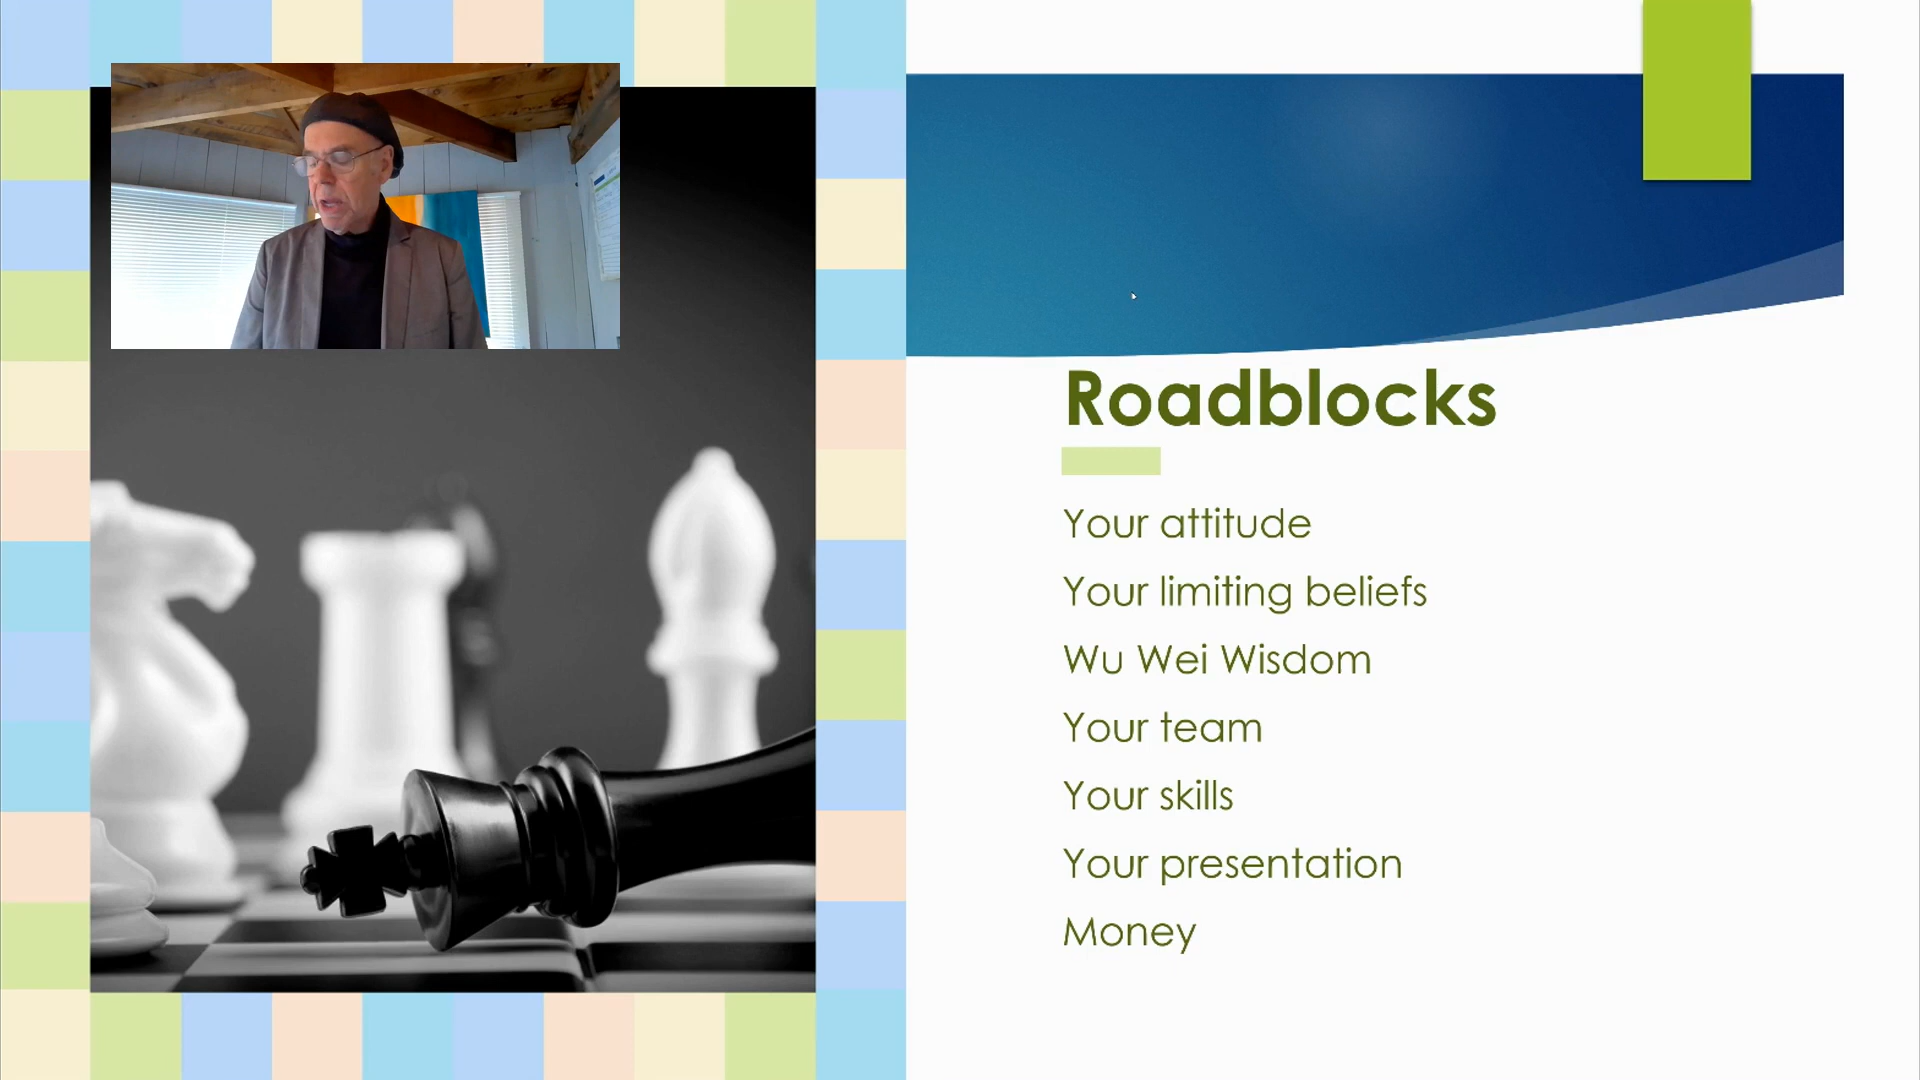 Roadblocks
Your attitude
Your limiting beliefs
Wu Wei Wisdom
Your team
Your skills
Your presentation
Money